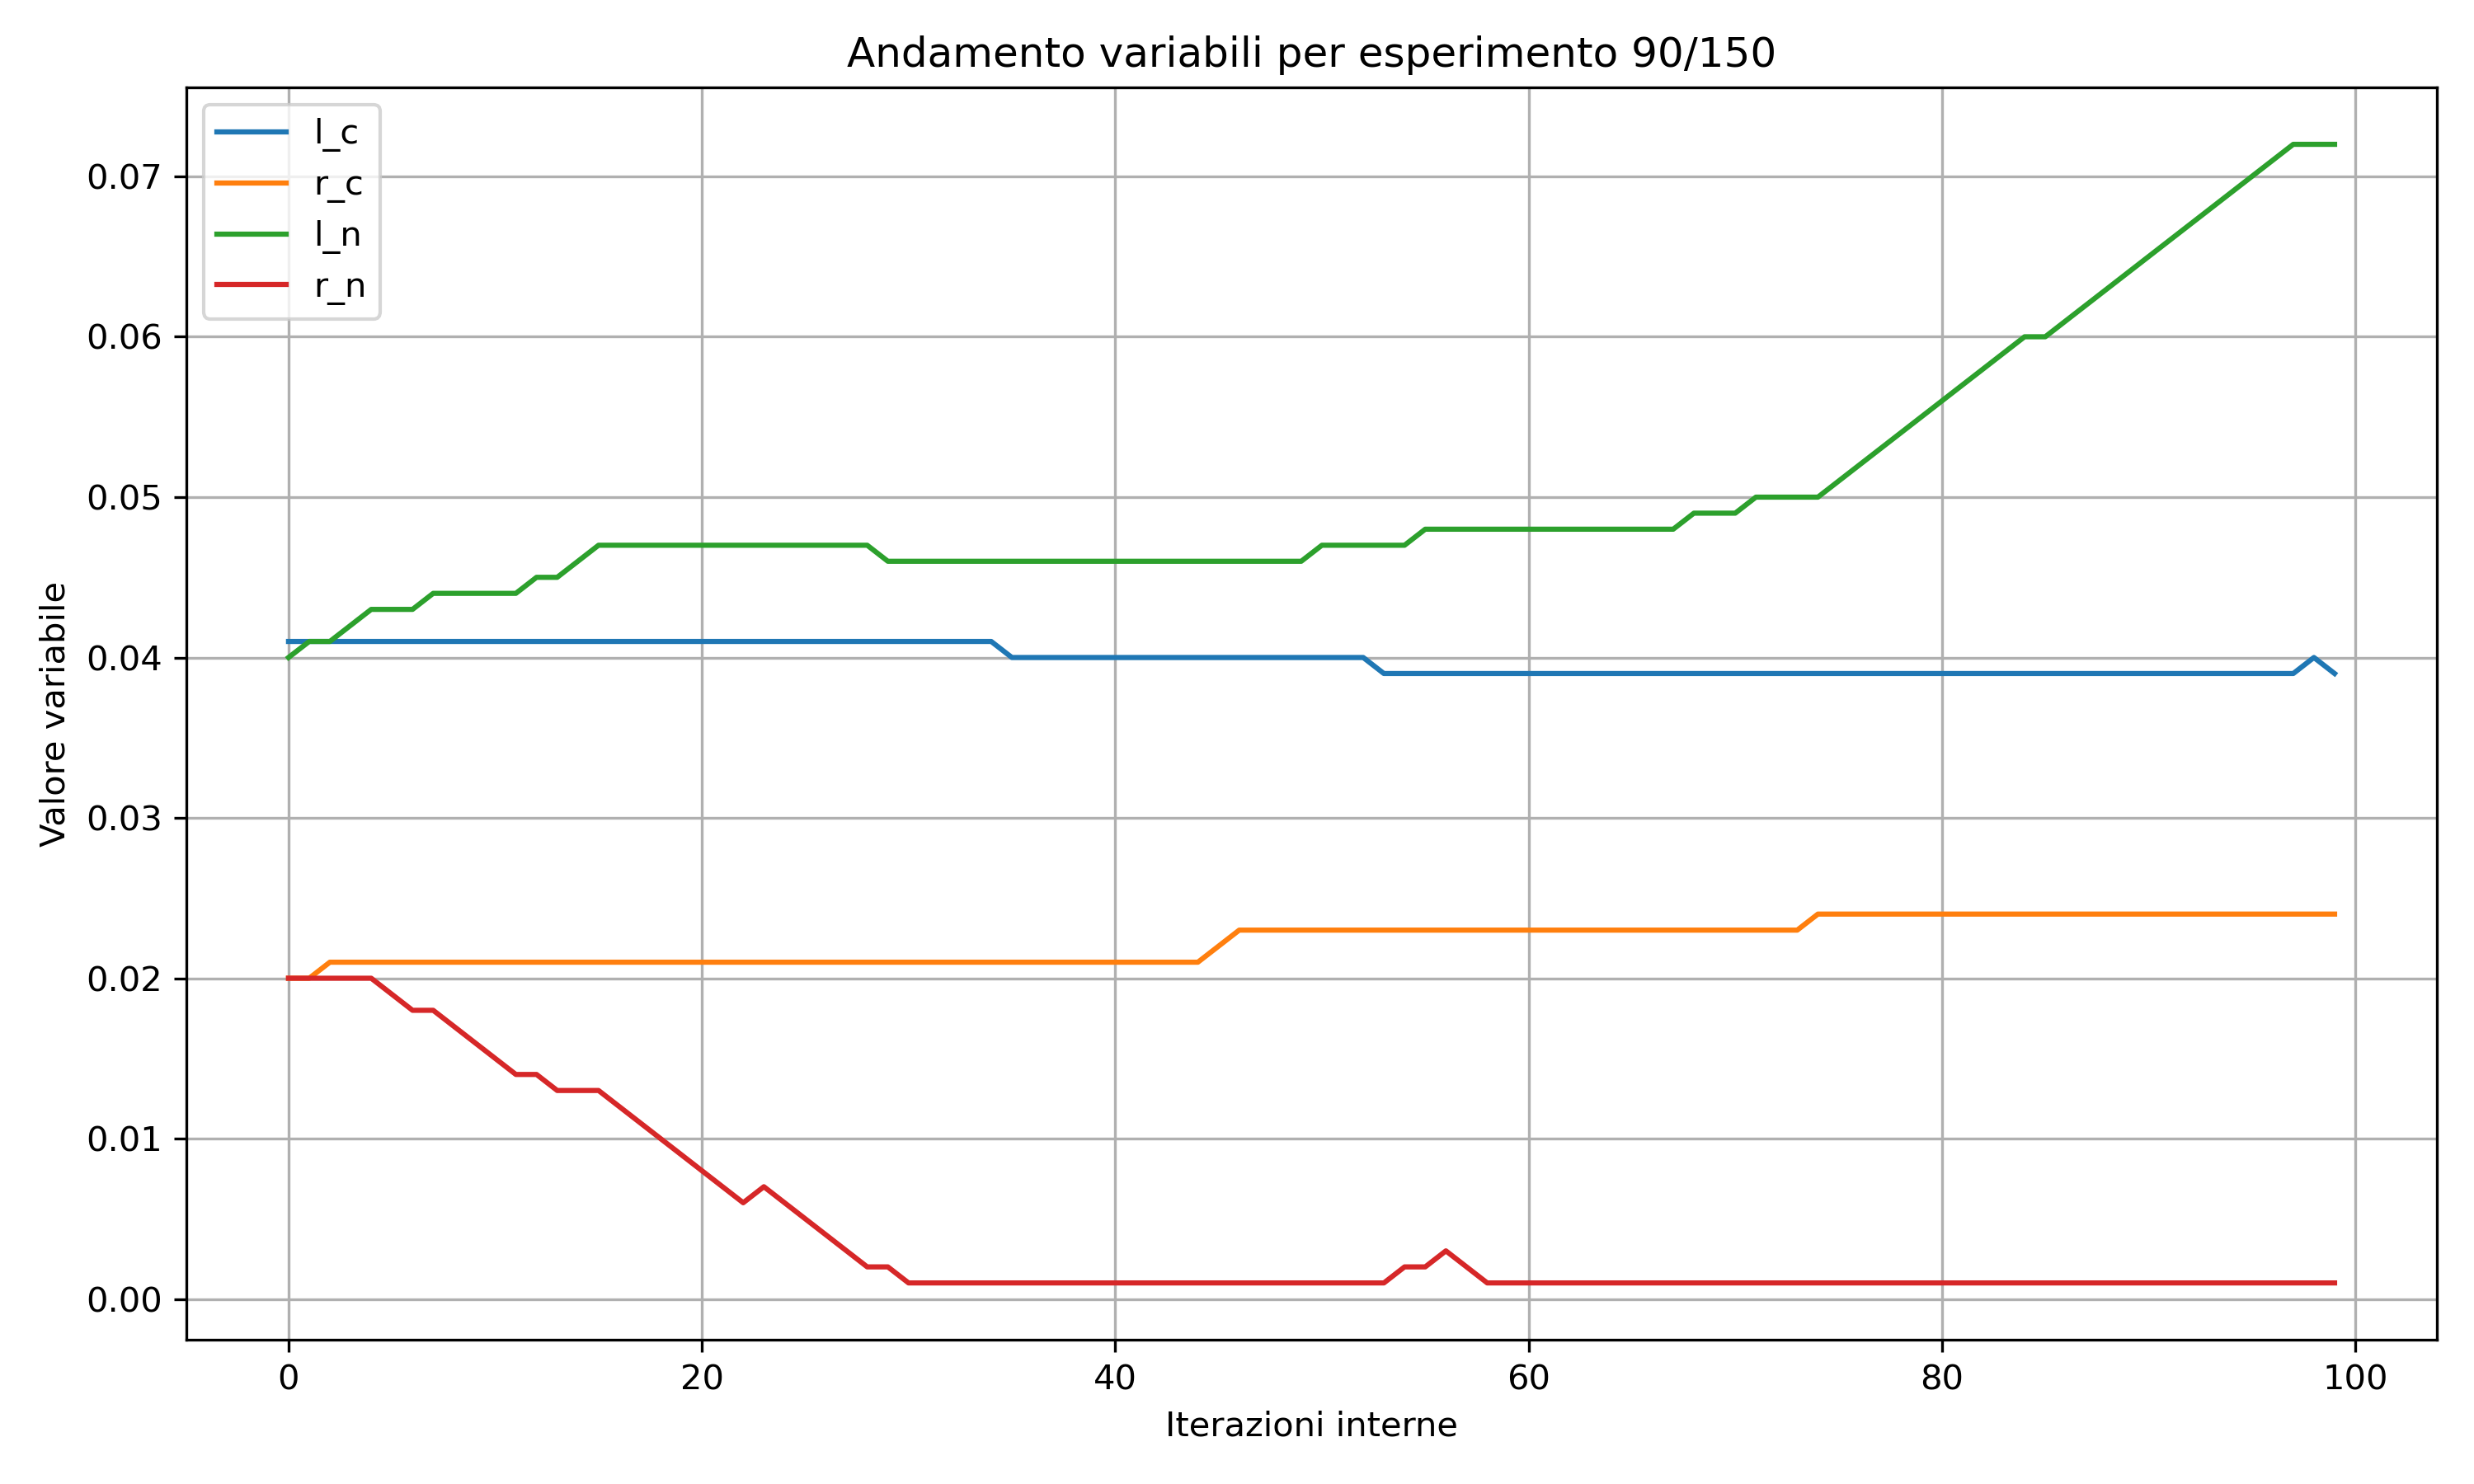 Andamento variabili per esperimento 90/150
l_c
r_c
l_n
r_n
0.07
0.06
0.05
0.04
0.03
0.02
0.01
0.00
Valore variabile
0 20 40 60 80 100
Iterazioni interne